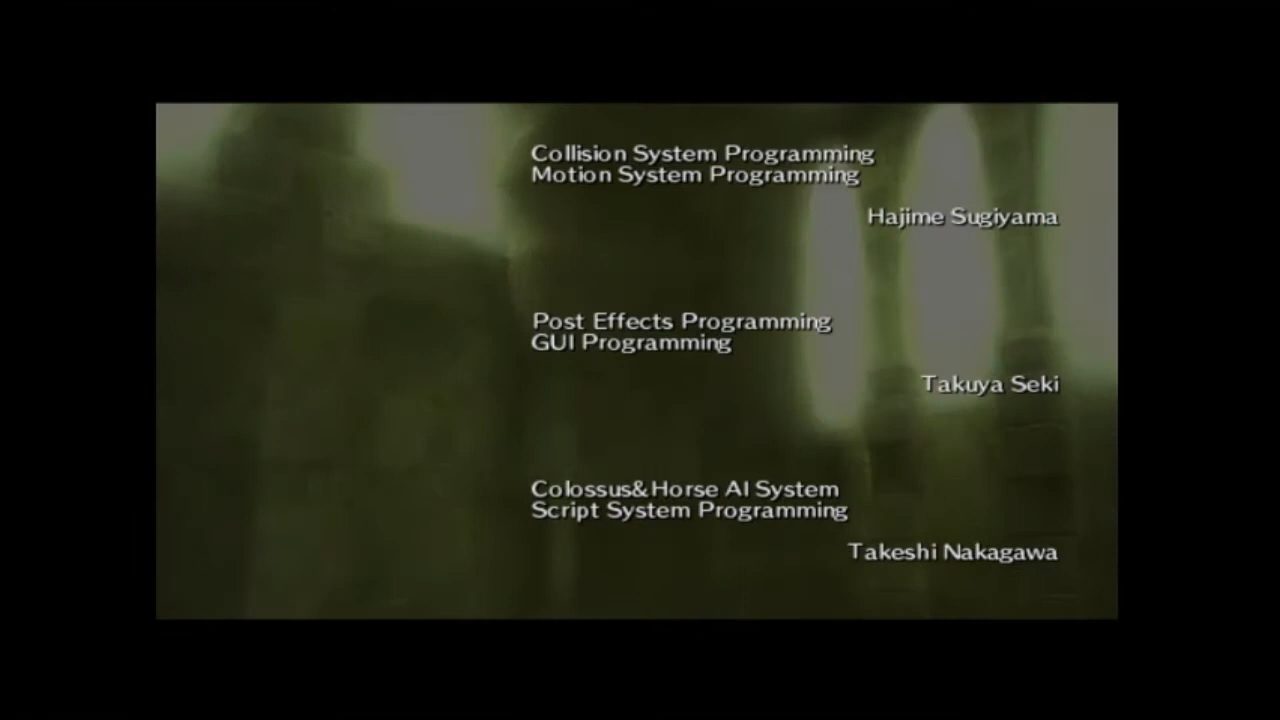 Collision System Programming
Motion System Programming
Hajime Sugiyama
Post Effects Programming
GUI Programming
Takuya Seki
Colossus&Horse AI System
Script System Programming
Takeshi Nakagawa